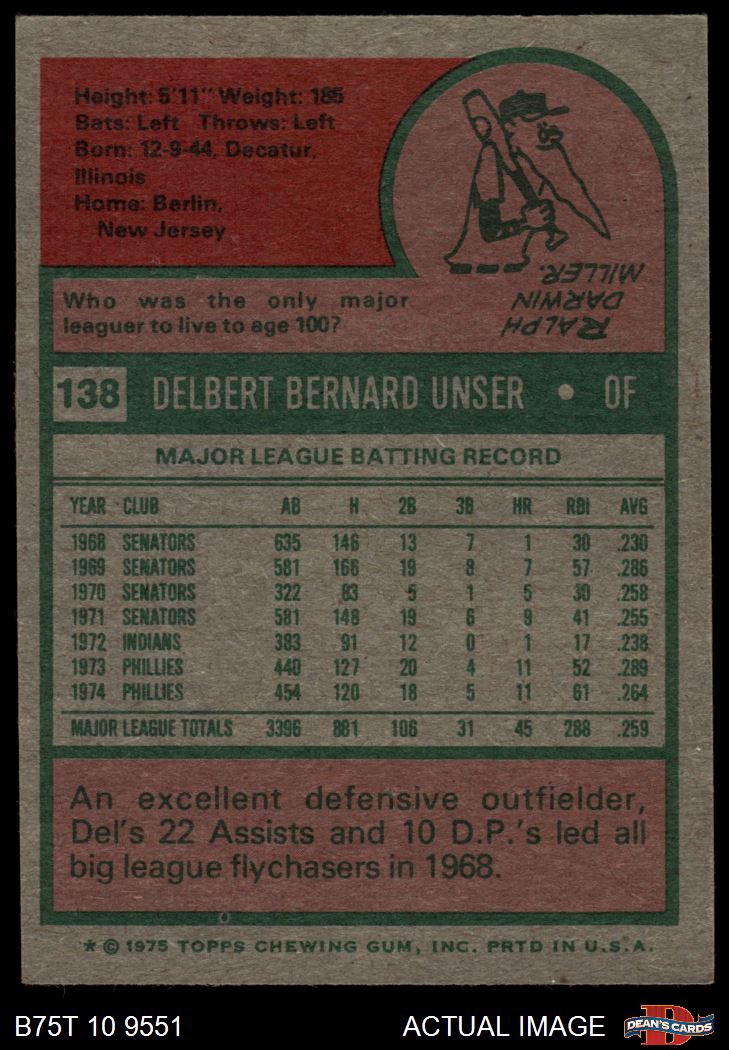 Height: 5'11" Weight: 185
Bats: Left Throws: Left
Born: 12-9-44, Decatur,
Illinois
Home: Berlin,
New Jersey
Who was the only major
leaguer to live to age 100?
RALPH
DARWIN
MILLER.
138 DELBERT BERNARD UNSER • OF
MAJOR LEAGUE BATTING RECORD
YEAR CLUB AB H 2B 3B HR RBI AVG
1968 SENATORS 635 146 13 7 1 30 .230
1969 SENATORS 581 166 19 8 7 57 .286
1970 SENATORS 322 83 5 1 5 30 .258
1971 SENATORS 581 148 19 6 9 41 .255
1972 INDIANS 383 91 12 0 1 17 .238
1973 PHILLIES 440 127 20 4 11 52 .289
1974 PHILLIES 454 120 18 5 11 61 .264
MAJOR LEAGUE TOTALS 3396 881 106 31 45 288 .259
An excellent defensive outfielder,
Del's 22 Assists and 10 D.P.'s led all
big league flychasers in 1968.
* © 1975 TOPPS CHEWING GUM, INC. PRTD IN U.S.A.
B75T 10 9551 ACTUAL IMAGE D DEAN'S CARDS